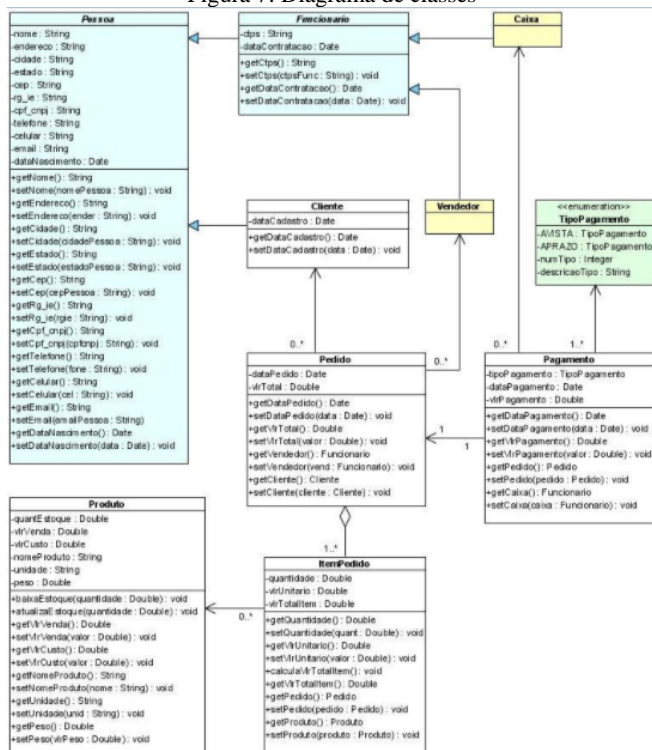 Figura 7: Diagrama de classes
Pessoa
-nome : String
-endereco : String
-cidade : String
-estado : String
-cep : String
-rg_ie : String
-cpf_cnpj : String
-telefone : String
-celular : String
-email : String
-dataNascimento : Date
+getNome() : String
+setNome(nomePessoa : String) : void
+getEndereco() : String
+setEndereco(ender : String) : void
+getCidade() : String
+setCidade(cidadePessoa : String) : void
+getEstado() : String
+setEstado(estadoPessoa : String) : void
+getCep() : String
+setCep(cepPessoa : String) : void
+getRg_ie() : String
+setRg_ie(rgie : String) : void
+getCpf_cnpj() : String
+setCpf_cnpj(cpfcnpj : String) : void
+getTelefone() : String
+setTelefone(fone : String) : void
+getCelular() : String
+setCelular(cel : String) : void
+getEmail() : String
+setEmail(emailPessoa : String)
+getDataNascimento() : Date
+setDataNascimento(data : Date) : void
Funcionario
-ctps : String
-dataContratacao : Date
+getCtps() : String
+setCtps(ctpsFunc : String) : void
+getDataContratacao() : Date
+setDataContratacao(data : Date) : void
Caixa
Cliente
-dataCadastro : Date
+getDataCadastro() : Date
+setDataCadastro(data : Date) : void
Vendedor
<<enumeration>>
TipoPagamento
-AVISTA : TipoPagamento
-APRAZO : TipoPagamento
-numTipo : Integer
-descricaoTipo : String
0..*
0..*
0..*
1..*
Pedido
-dataPedido : Date
-vlrTotal : Double
+getDataPedido() : Date
+setDataPedido(data : Date) : void
+getVlrTotal() : Double
+setVlrTotal(valor : Double) : void
+getVendedor() : Funcionario
+setVendedor(vend : Funcionario) : void
+getCliente() : Cliente
+setCliente(cliente : Cliente) : void
1
1
Pagamento
-tipoPagamento : TipoPagamento
-dataPagamento : Date
-vlrPagamento : Double
+getDataPagamento() : Date
+setDataPagamento(data : Date) : void
+getVlrPagamento() : Double
+setVlrPagamento(valor : Double) : void
+getPedido() : Pedido
+setPedido(pedido : Pedido) : void
+getCaixa() : Funcionario
+setCaixa(caixa : Funcionario) : void
Produto
-quantEstoque : Double
-vlrVenda : Double
-vlrCusto : Double
-nomeProduto : String
-unidade : String
-peso : Double
+baixaEstoque(quantidade : Double) : void
+atualizaEstoque(quantidade : Double) : void
+getVlrVenda() : Double
+setVlrVenda(valor : Double) : void
+getVlrCusto() : Double
+setVlrCusto(valor : Double) : void
+getNomeProduto() : String
+setNomeProduto(nome : String) : void
+getUnidade() : String
+setUnidade(unid : String) : void
+getPeso() : Double
+setPeso(vlrPeso : Double) : void
0..*
1..*
ItemPedido
-quantidade : Double
-vlrUnitario : Double
-vlrTotalItem : Double
+getQuantidade() : Double
+setQuantidade(quant : Double) : void
+getVlrUnitario() : Double
+setVlrUnitario(valor : Double) : void
+calculaVlrTotalItem() : void
+getVlrTotalItem() : Double
+getPedido() : Pedido
+setPedido(pedido : Pedido) : void
+getProduto() : Produto
+setProduto(produto : Produto) : void